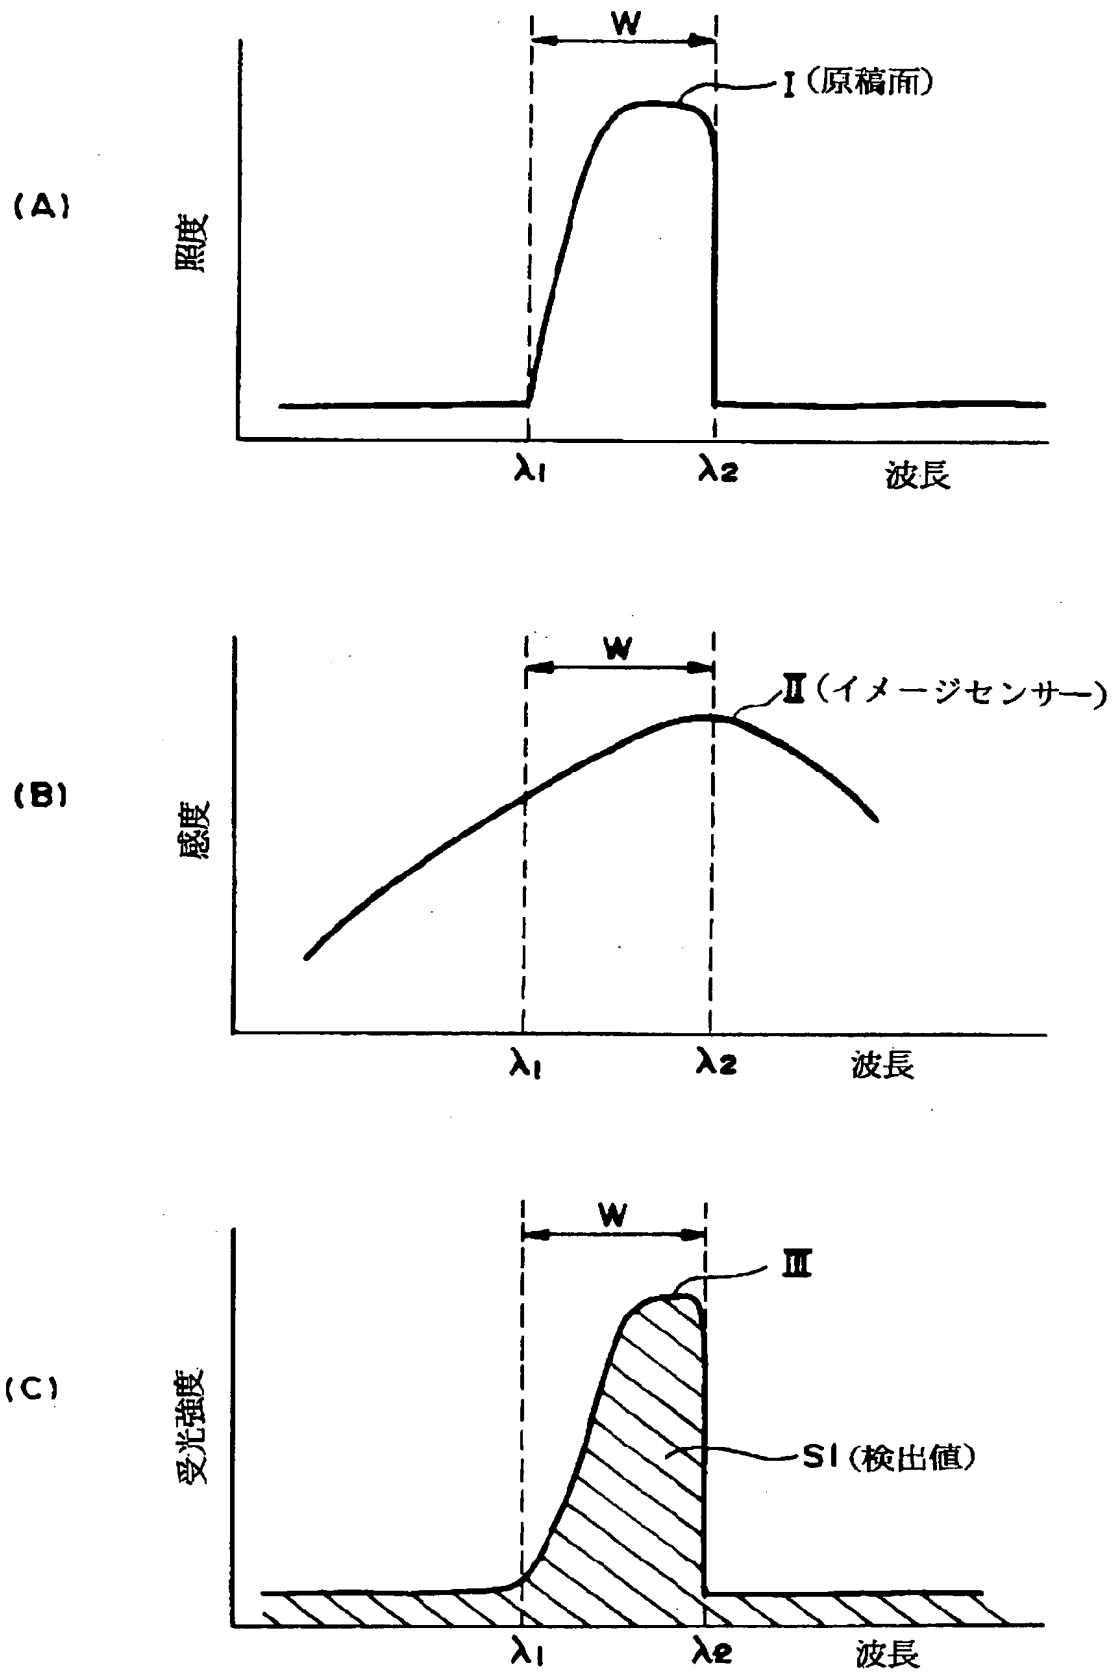 W
I (原稿面)
(A)
照度
λ1
λ2
波長
W
II (イメージセンサー)
(B)
感度
λ1
λ2
波長
W
III
(C)
受光強度
S1 (検出値)
λ1
λ2
波長